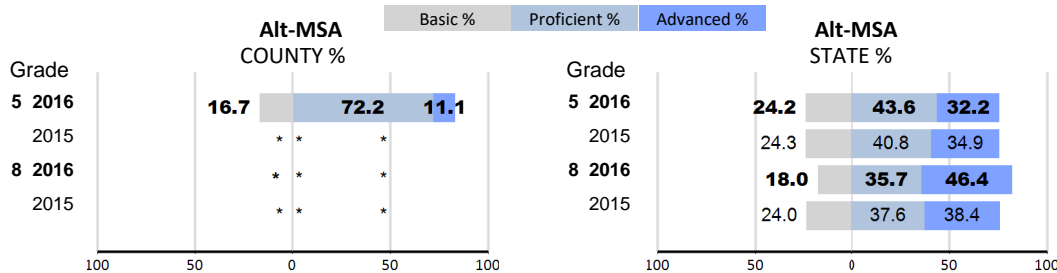 Basic % Proficient % Advanced %
Alt-MSA
COUNTY %
Grade
5 2016 16.7 72.2 11.1
2015 * * *
8 2016 * * *
2015 * * *
100 50 0 50 100
Alt-MSA
STATE %
Grade
5 2016 24.2 43.6 32.2
2015 24.3 40.8 34.9
8 2016 18.0 35.7 46.4
2015 24.0 37.6 38.4
100 50 0 50 100